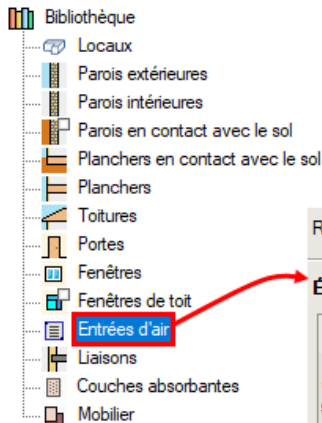 Bibliothèque
Locaux
Parois extérieures
Parois intérieures
Parois en contact avec le sol
Planchers en contact avec le sol
Planchers
Toitures
Portes
Fenêtres
Fenêtres de toit
Entrées d'air
Liaisons
Couches absorbantes
Mobilier
R
É